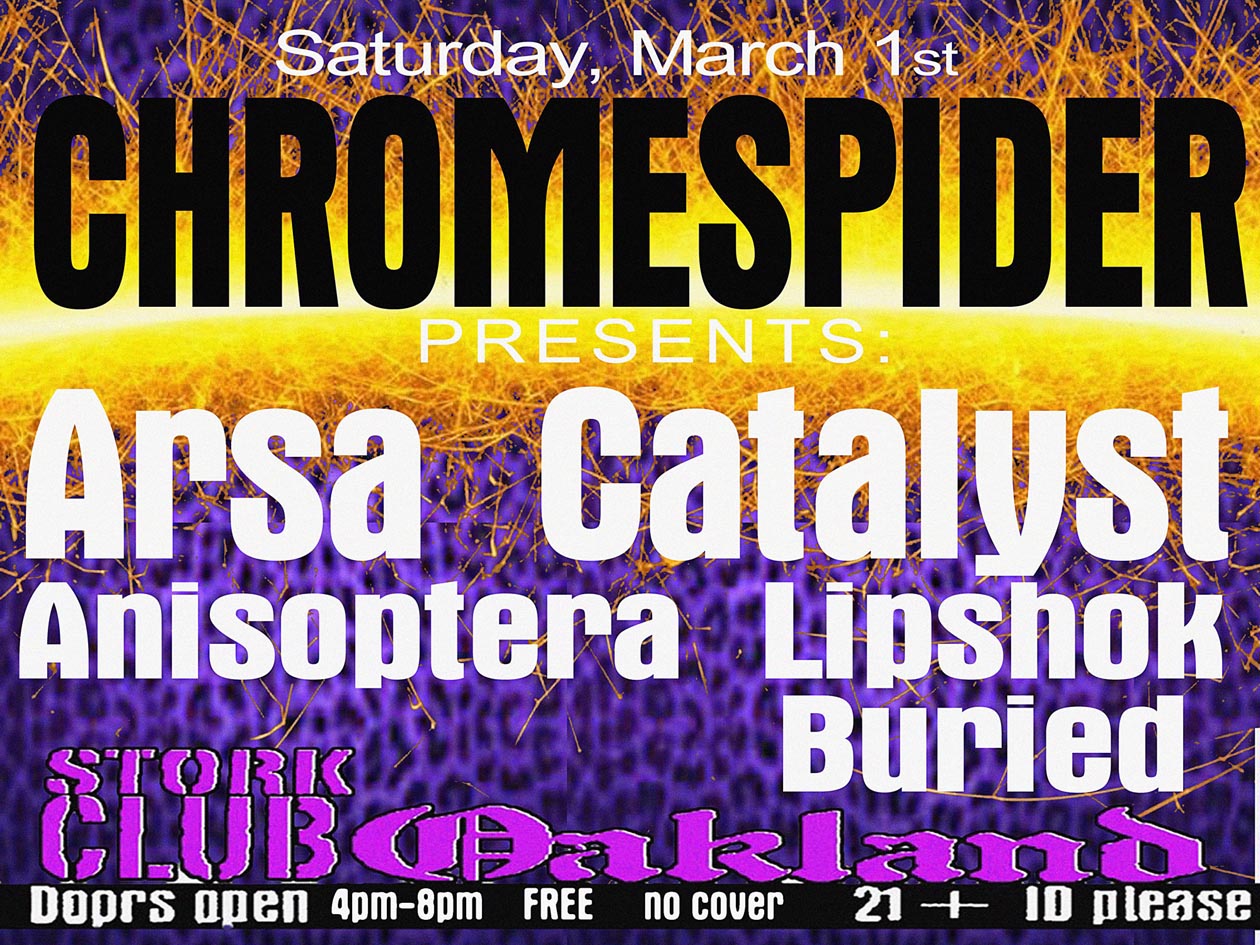 Saturday, March 1st
CHROMESPIDER
PRESENTS:
Arsa Catalyst
Anisoptera Lipshok
Buried
STORK
CLUB Oakland
Doors open 4pm-8pm FREE no cover 21+ ID please